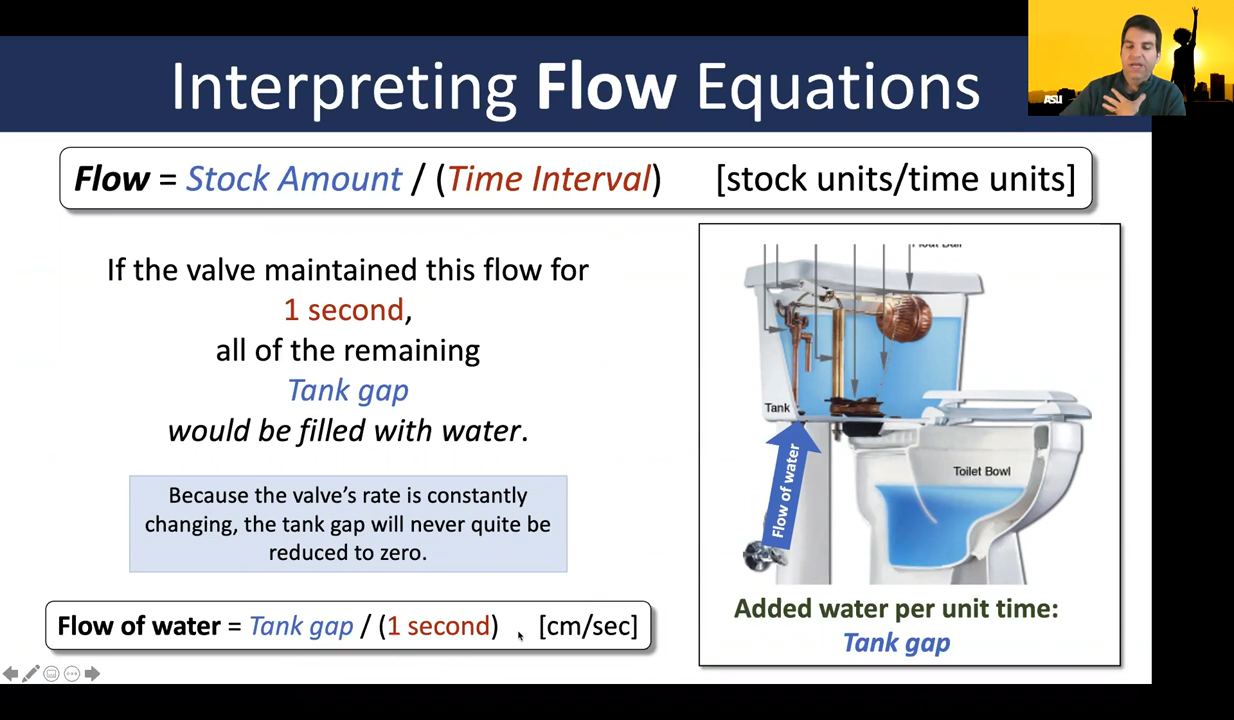 Interpreting Flow Equations
ASU
Flow = Stock Amount / (Time Interval) [stock units/time units]
If the valve maintained this flow for
1 second,
all of the remaining
Tank gap
would be filled with water.
Because the valve's rate is constantly
changing, the tank gap will never quite be
reduced to zero.
Flow of water = Tank gap / (1 second) [cm/sec]
Tank
Flow of water
Toilet Bowl
Added water per unit time:
Tank gap